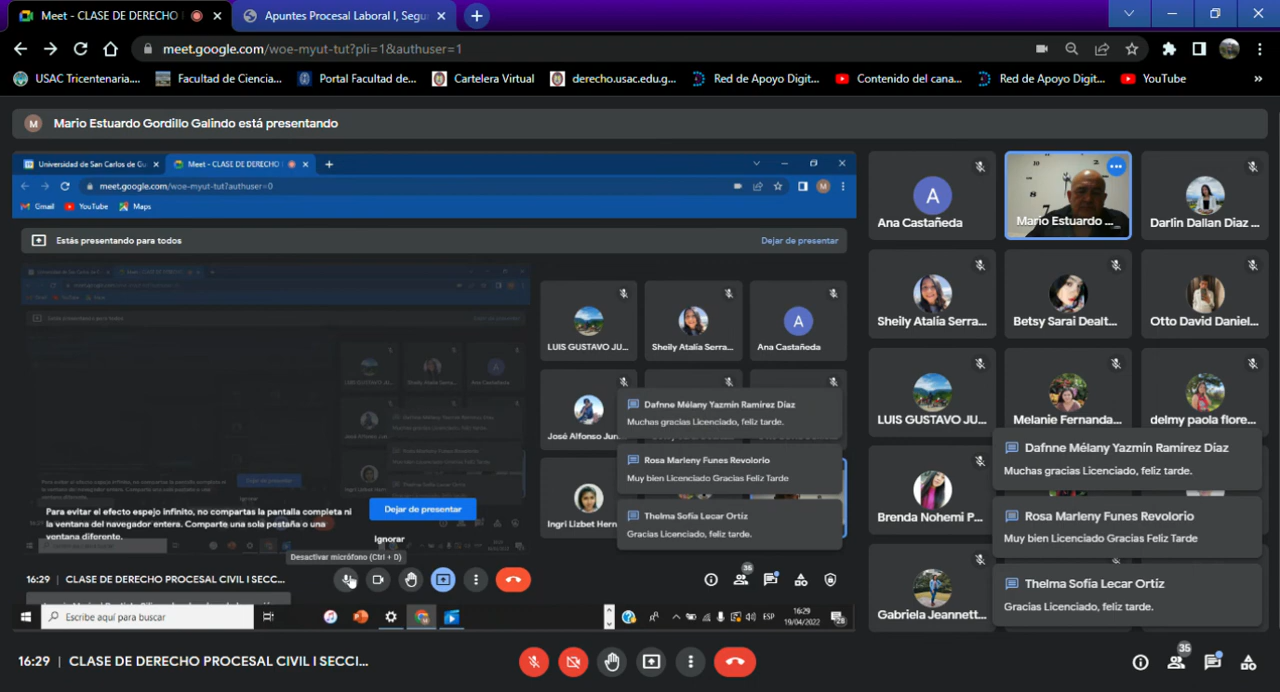 Meet - CLASE DE DERECHO
Apuntes Procesal Laboral I, Segu
meet.google.com/woe-myut-tut?pli=1&authuser=1
USAC Tricentenaria...
Facultad de Ciencia...
Portal Facultad de...
Cartelera Virtual
derecho.usac.edu.g...
Red de Apoyo Digit...
Contenido del cana...
Red de Apoyo Digit...
YouTube
»
M
Mario Estuardo Gordillo Galindo está presentando
Universidad de San Carlos de Gu
Meet - CLASE DE DERECHO
meet.google.com/woe-myut-tut?authuser=0
M
Gmail
YouTube
Maps
Estás presentando para todos
Dejar de presentar
LUIS GUSTAVO JU...
Sheily Atalía Serra...
A
Ana Castañeda
José Alfonso Jun
Ingri Lizbet Hern
Dafnne Mélany Yazmín Ramírez Díaz
Muchas gracias Licenciado, feliz tarde.
Rosa Marleny Funes Revolorio
Muy bien Licenciado Gracias Feliz Tarde
Thelma Sofía Lecar Ortíz
Gracias Licenciado, feliz tarde.
Para evitar el efecto espejo infinito, no compartas la pantalla completa ni
la ventana del navegador entera. Comparte una sola pestaña o una
ventana diferente.
Dejar de presentar
Ignorar
Desactivar micrófono (Ctrl + D)
16:29 | CLASE DE DERECHO PROCESAL CIVIL I SECC...
36
Escribe aquí para buscar
ESP
16:29
19/04/2022
A
Ana Castañeda
Mario Estuardo ...
Darlin Dallan Diaz ...
Sheily Atalía Serra...
Betsy Sarai Dealt...
Otto David Daniel...
LUIS GUSTAVO JU...
Melanie Fernanda...
delmy paola flore...
Brenda Nohemi P...
Gabriela Jeannett...
Dafnne Mélany Yazmín Ramírez Díaz
Muchas gracias Licenciado, feliz tarde.
Rosa Marleny Funes Revolorio
Muy bien Licenciado Gracias Feliz Tarde
Thelma Sofía Lecar Ortíz
Gracias Licenciado, feliz tarde.
16:29 | CLASE DE DERECHO PROCESAL CIVIL I SECCI...
35